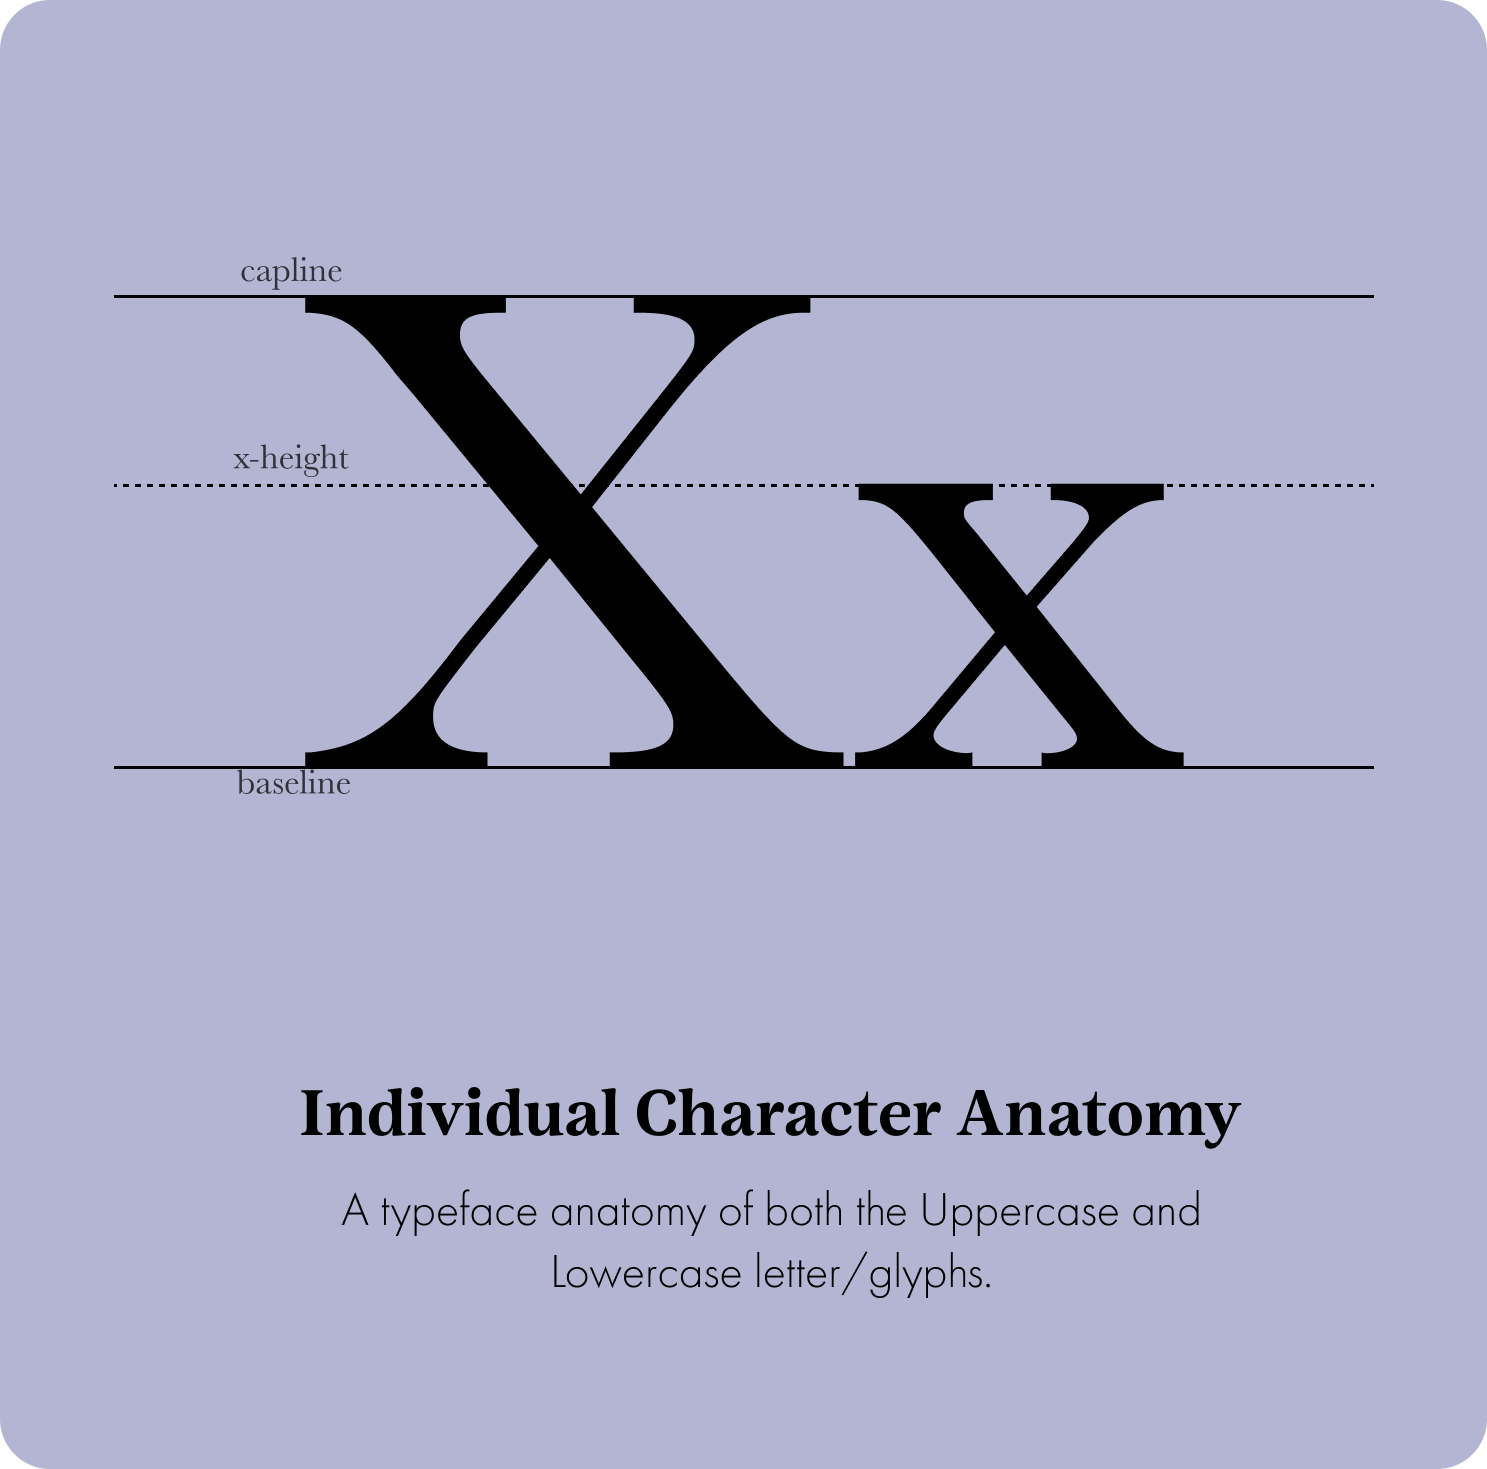 capline
x-height
Xx
baseline
Individual Character Anatomy
A typeface anatomy of both the Uppercase and
Lowercase letter/glyphs.